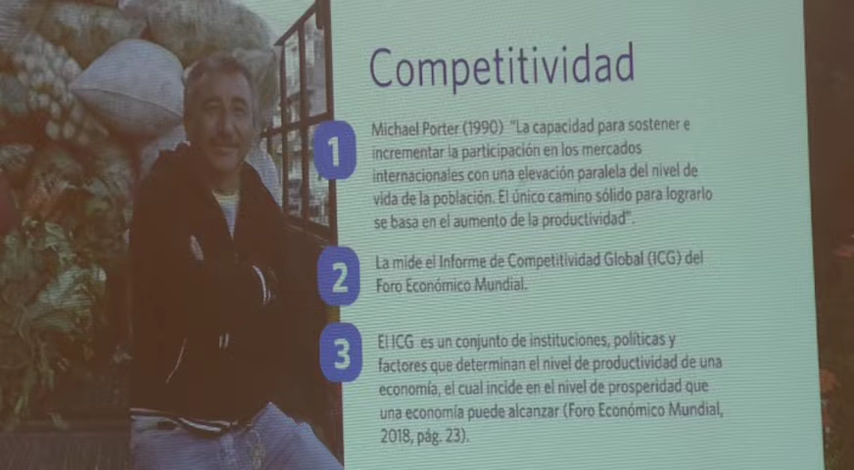 Competitividad
1
Michael Porter (1990) "La capacidad para sostener e
incrementar la participación en los mercados
internacionales con una elevación paralela del nivel de
vida de la población. El único camino sólido para lograrlo
se basa en el aumento de la productividad".
2
La mide el Informe de Competitividad Global (ICG) del
Foro Económico Mundial.
3
El ICG es un conjunto de instituciones, políticas y
factores que determinan el nivel de productividad de una
economía, el cual incide en el nivel de prosperidad que
una economía puede alcanzar (Foro Económico Mundial,
2018, pág. 23).